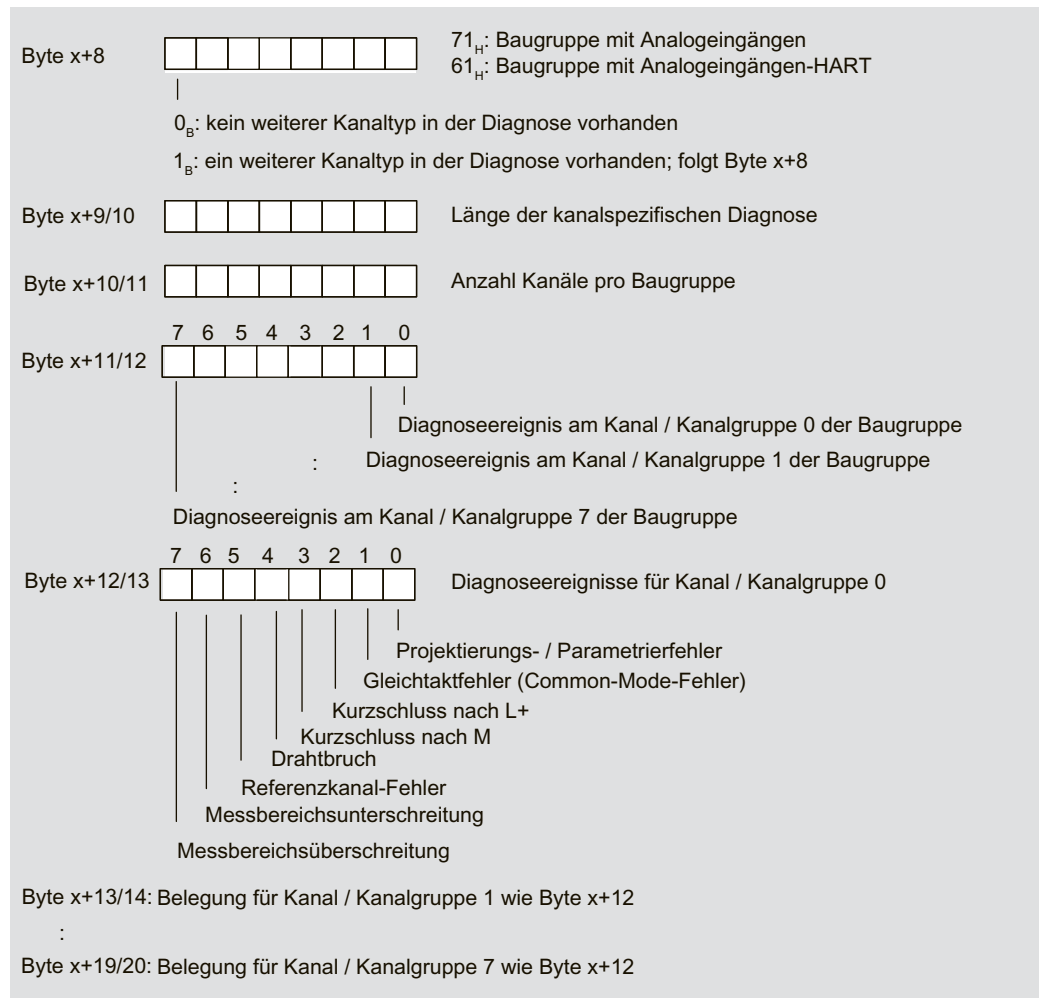 Byte x+8
71H: Baugruppe mit Analogeingängen
61H: Baugruppe mit Analogeingängen-HART
0B: kein weiterer Kanaltyp in der Diagnose vorhanden
1B: ein weiterer Kanaltyp in der Diagnose vorhanden; folgt Byte x+8
Byte x+9/10 Länge der kanalspezifischen Diagnose
Byte x+10/11 Anzahl Kanäle pro Baugruppe
7 6 5 4 3 2 1 0
Byte x+11/12
Diagnoseereignis am Kanal / Kanalgruppe 0 der Baugruppe
: Diagnoseereignis am Kanal / Kanalgruppe 1 der Baugruppe
:
Diagnoseereignis am Kanal / Kanalgruppe 7 der Baugruppe
7 6 5 4 3 2 1 0
Byte x+12/13 Diagnoseereignisse für Kanal / Kanalgruppe 0
Projektierungs- / Parametrierfehler
Gleichtaktfehler (Common-Mode-Fehler)
Kurzschluss nach L+
Kurzschluss nach M
Drahtbruch
Referenzkanal-Fehler
Messbereichsunterschreitung
Messbereichsüberschreitung
Byte x+13/14: Belegung für Kanal / Kanalgruppe 1 wie Byte x+12
:
Byte x+19/20: Belegung für Kanal / Kanalgruppe 7 wie Byte x+12